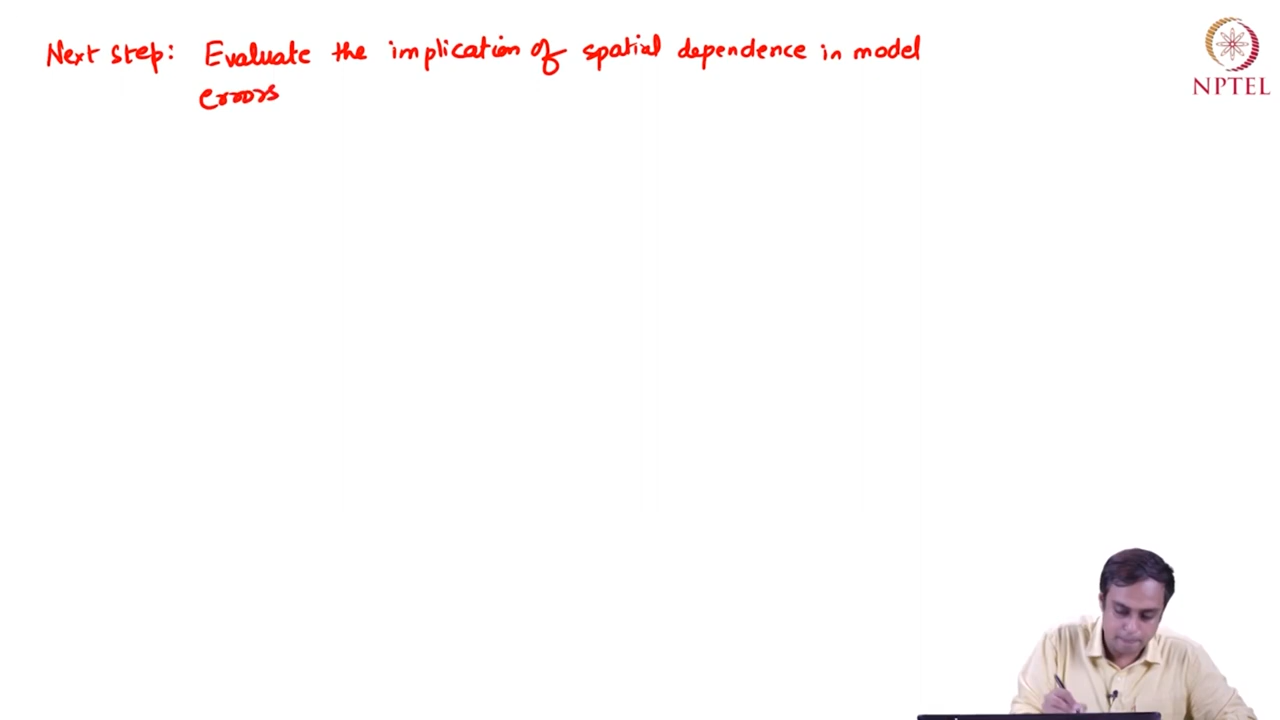 Next step: Evaluate the implication of spatial dependence in model
errors
NPTEL